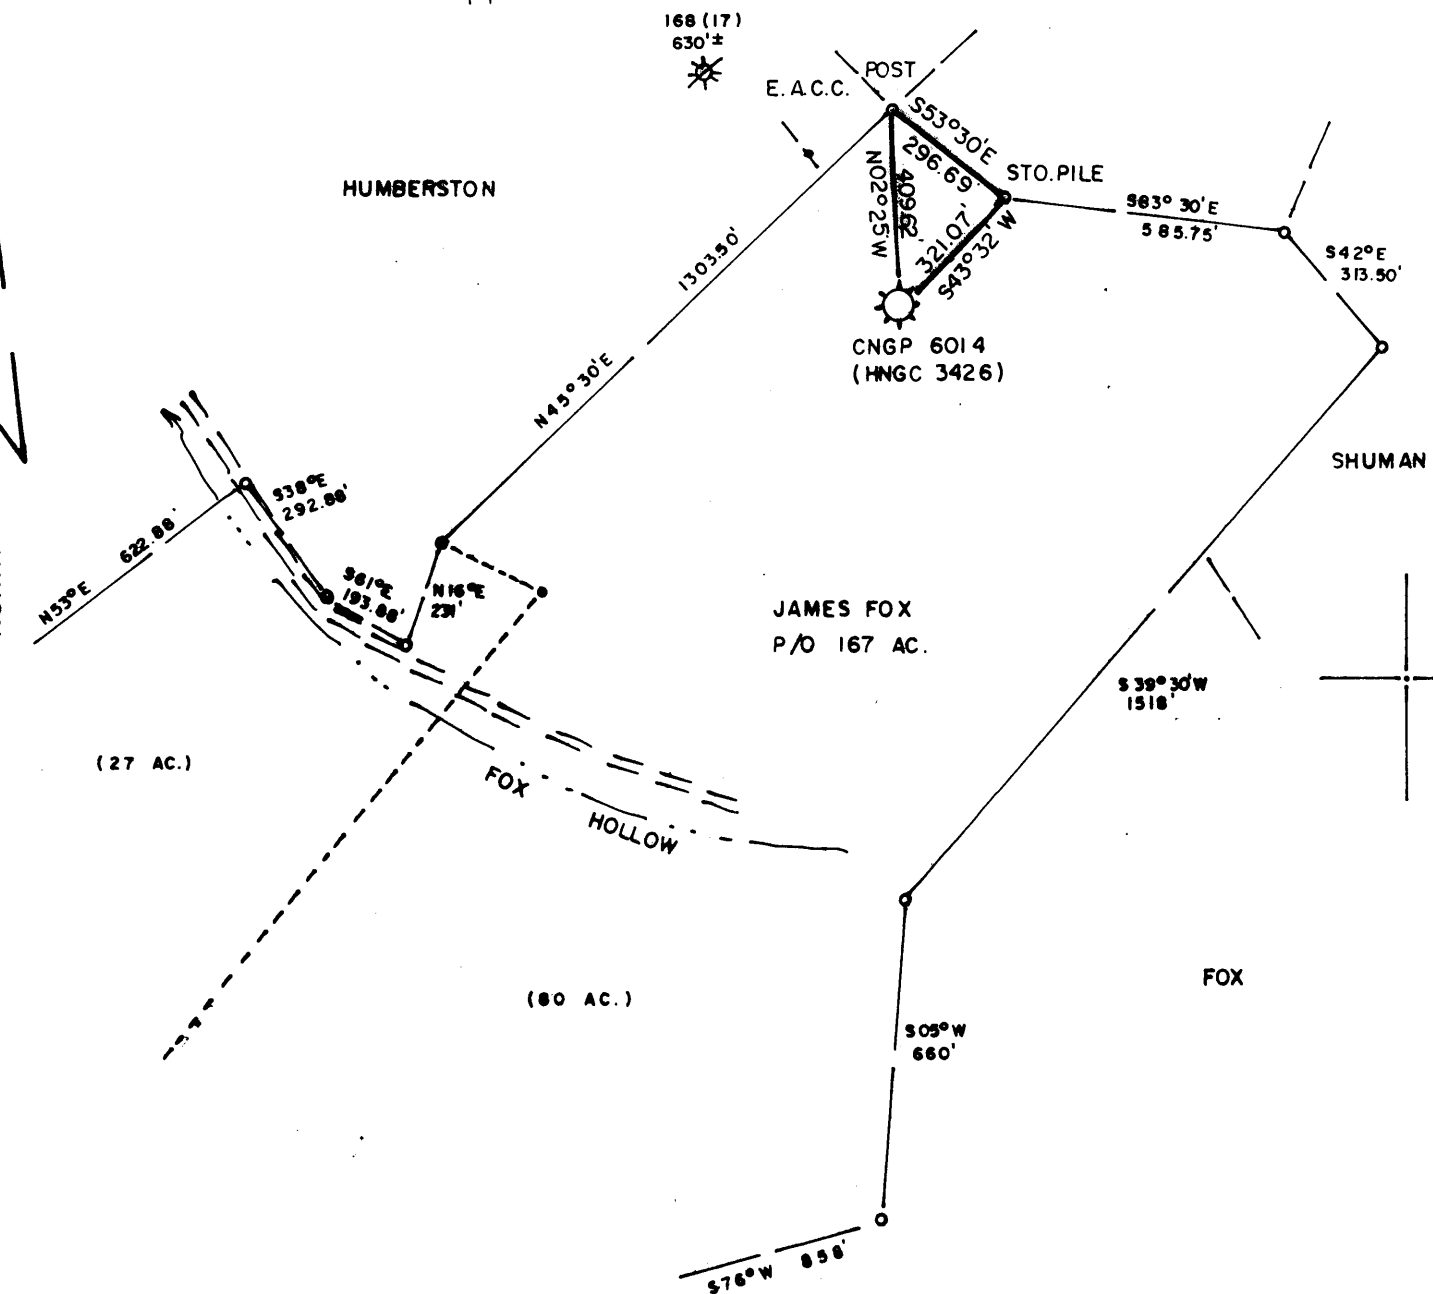 168 (17)
630'±
POST
E.A.C.C.
S53°30'E
296.69'
STO. PILE
N02°25'W
409.62'
321.07'
S43°32'W
HUMBERSTON
S83°30'E
585.75'
S42°E
313.50'
1303.50'
N45°30'E
CNGP 6014
(HNGC 3426)
SHUMAN
S38°E
292.88'
622.88'
N53°E
S61°E
193.88'
N16°E
231'
JAMES FOX
P/O 167 AC.
S39°30'W
1518'
(27 AC.)
FOX
HOLLOW
(80 AC.)
FOX
S05°W
660'
S76°W 858'